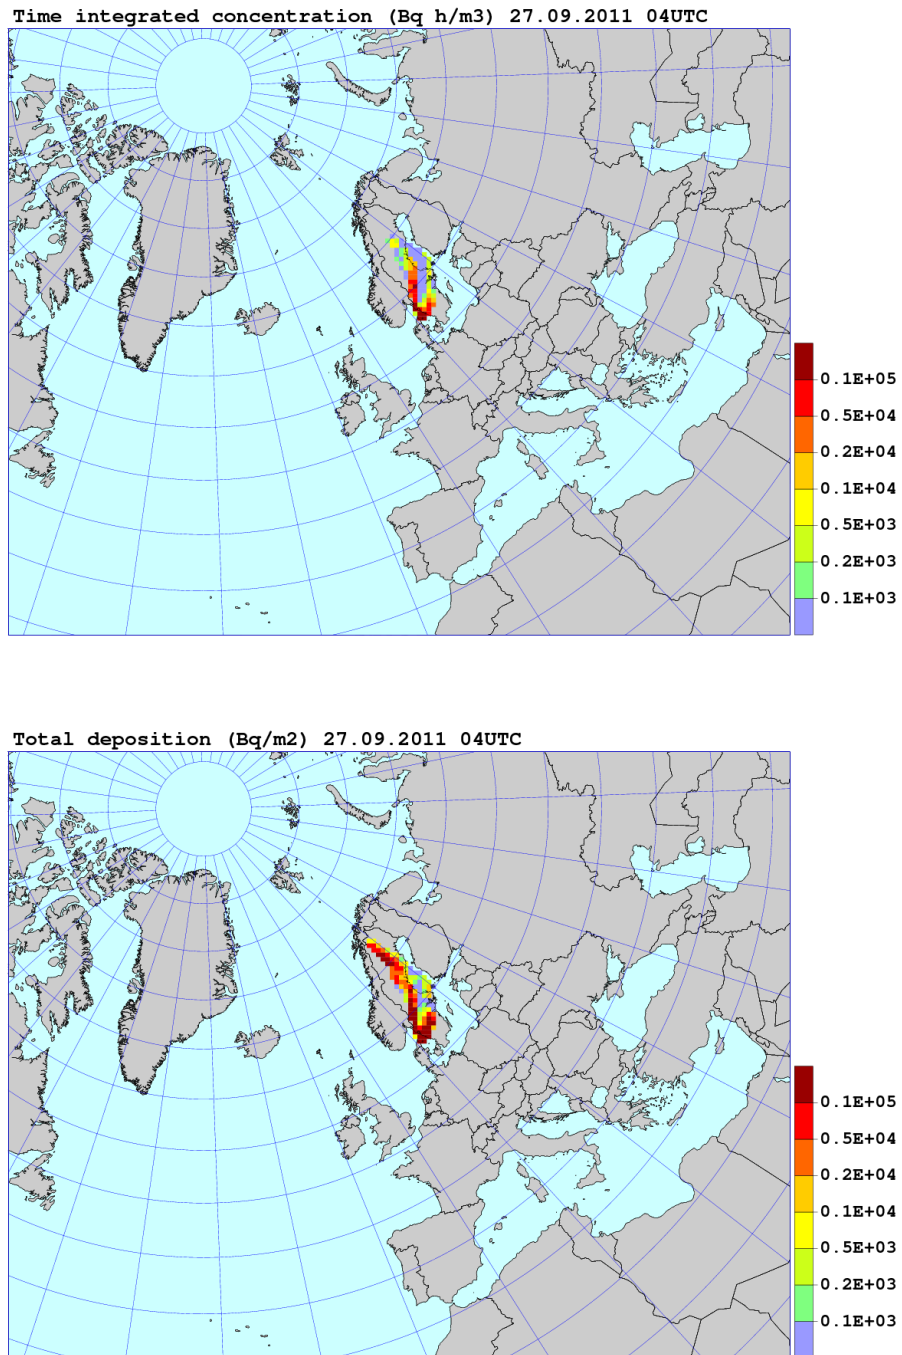 Time integrated concentration (Bq h/m3) 27.09.2011 04UTC
0.1E+05
0.5E+04
0.2E+04
0.1E+04
0.5E+03
0.2E+03
0.1E+03
Total deposition (Bq/m2) 27.09.2011 04UTC
0.1E+05
0.5E+04
0.2E+04
0.1E+04
0.5E+03
0.2E+03
0.1E+03